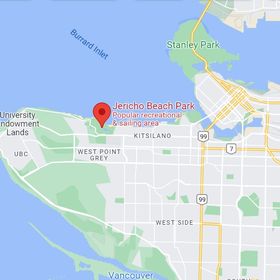 Burrard Inlet
Stanley Park
Jericho Beach Park
Popular recreational
& sailing area
University
ndowment
Lands
KITSILANO
99
7
WEST POINT
GREY
UBC
99
WEST SIDE
Vancouver